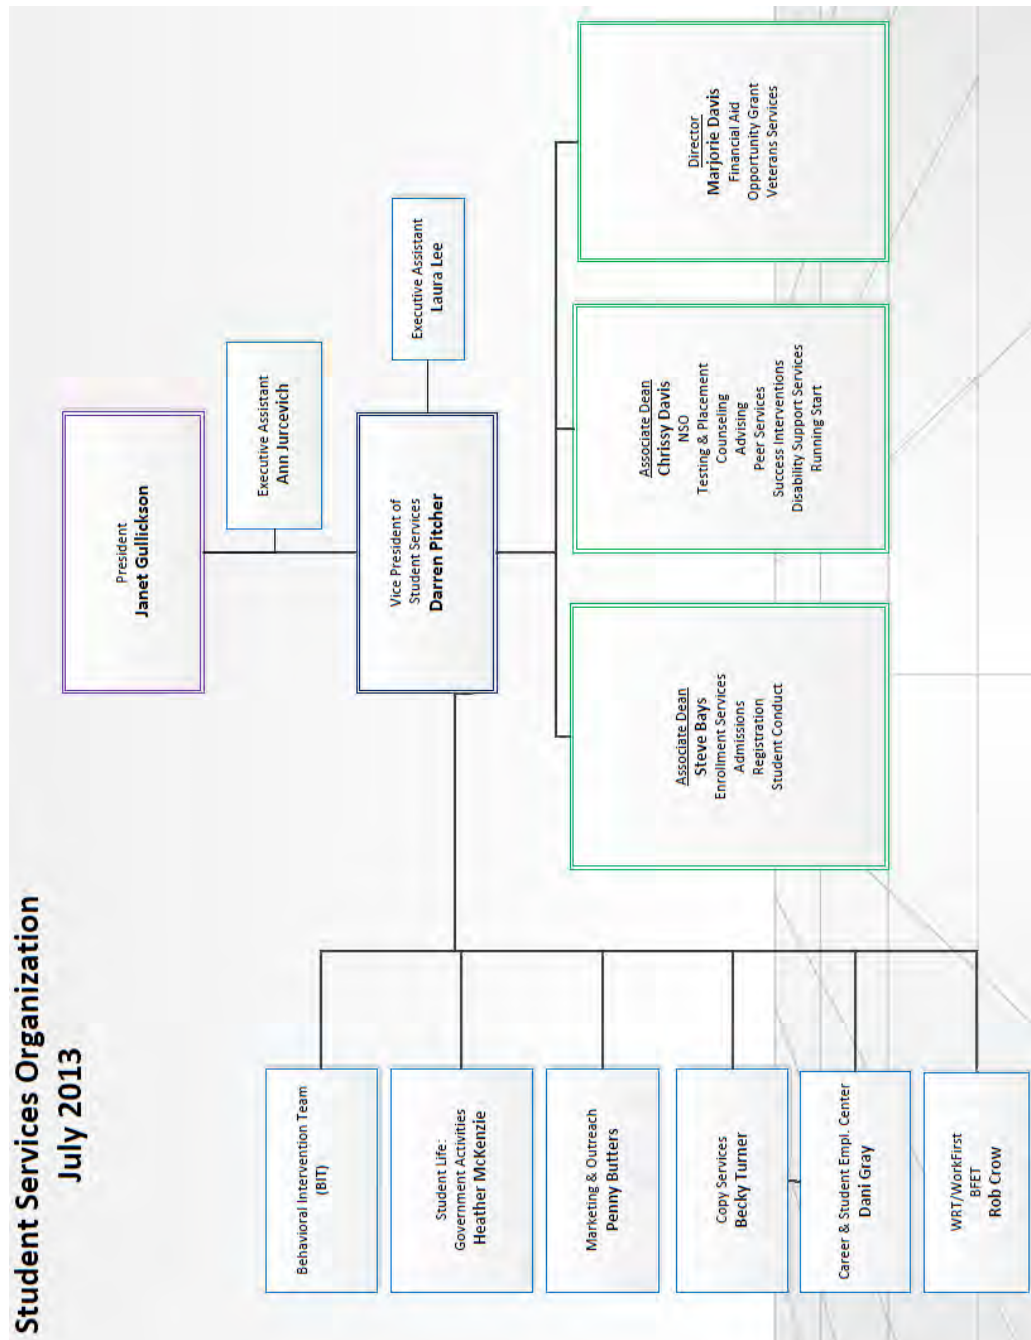 Student Services Organization
July 2013
President
Janet Gullickson
Executive Assistant
Ann Jurcevich
Vice President of
Student Services
Darren Pitcher
Executive Assistant
Laura Lee
Behavioral Intervention Team
(BIT)
Student Life:
Government Activities
Heather McKenzie
Marketing & Outreach
Penny Butters
Copy Services
Becky Turner
Career & Student Empl. Center
Dani Gray
WRT/WorkFirst
BFET
Rob Crow
Associate Dean
Steve Bays
Enrollment Services
Admissions
Registration
Student Conduct
Associate Dean
Chrissy Davis
NSO
Testing & Placement
Counseling
Advising
Peer Services
Success Interventions
Disability Support Services
Running Start
Director
Marjorie Davis
Financial Aid
Opportunity Grant
Veterans Services